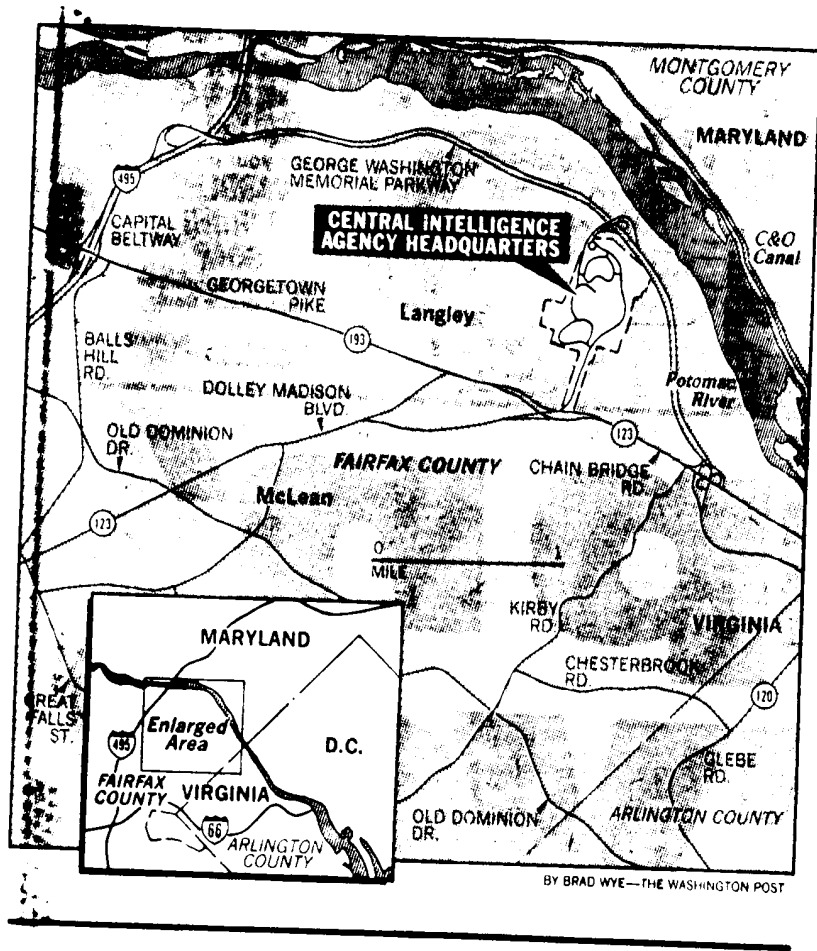 MONTGOMERY
COUNTY
MARYLAND
GEORGE WASHINGTON
MEMORIAL PARKWAY
495
CAPITAL
BELTWAY
CENTRAL INTELLIGENCE
AGENCY HEADQUARTERS
C&O
Canal
GEORGETOWN
PIKE
Langley
193
BALLS
HILL
RD.
DOLLEY MADISON
BLVD.
Potomac
River
OLD DOMINION
DR.
123
FAIRFAX COUNTY
CHAIN BRIDGE
RD.
McLean
123
0 1
MILE
KIRBY
RD.
VIRGINIA
CHESTERBROOK
RD.
120
GLEBE
RD.
OLD DOMINION
DR.
ARLINGTON COUNTY
REAT
FALLS
ST.
MARYLAND
Enlarged
Area
495
D.C.
FAIRFAX
COUNTY
VIRGINIA
66
ARLINGTON
COUNTY
BY BRAD WYE—THE WASHINGTON POST